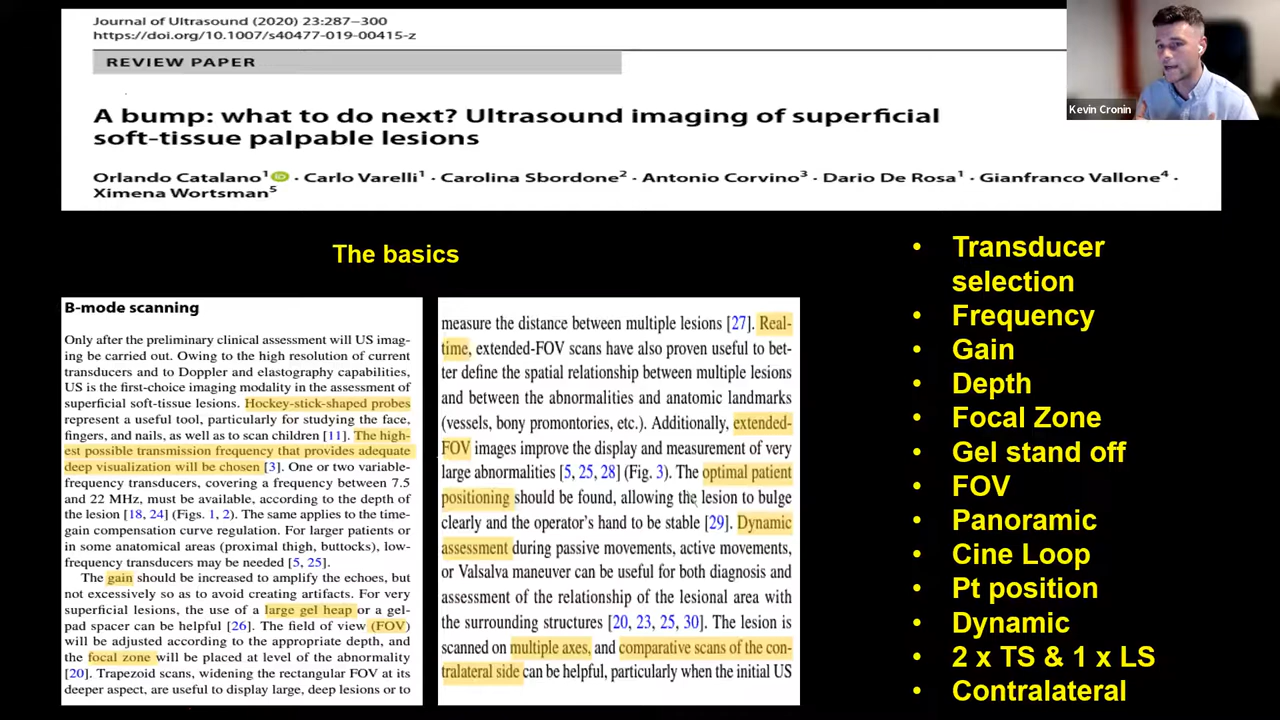 Journal of Ultrasound (2020) 23:287–300
https://doi.org/10.1007/s40477-019-00415-z
REVIEW PAPER
A bump: what to do next? Ultrasound imaging of superficial
soft-tissue palpable lesions
Orlando Catalano1 iD · Carlo Varelli1 · Carolina Sbordone2 · Antonio Corvino3 · Dario De Rosa1 · Gianfranco Vallone4 ·
Ximena Wortsman5
Kevin Cronin
The basics
B-mode scanning
Only after the preliminary clinical assessment will US imag-
ing be carried out. Owing to the high resolution of current
transducers and to Doppler and elastography capabilities,
US is the first-choice imaging modality in the assessment of
superficial soft-tissue lesions. Hockey-stick-shaped probes
represent a useful tool, particularly for studying the face,
fingers, and nails, as well as to scan children [11]. The high-
est possible transmission frequency that provides adequate
deep visualization will be chosen [3]. One or two variable-
frequency transducers, covering a frequency between 7.5
and 22 MHz, must be available, according to the depth of
the lesion [18, 24) (Figs. 1, 2). The same applies to the time-
gain compensation curve regulation. For larger patients or
in some anatomical areas (proximal thigh, buttocks), low-
frequency transducers may be needed [5, 25].
The gain should be increased to amplify the echoes, but
not excessively so as to avoid creating artifacts. For very
superficial lesions, the use of a large gel heap or a gel-
pad spacer can be helpful [26]. The field of view (FOV)
will be adjusted according to the appropriate depth, and
the focal zone will be placed at level of the abnormality
[20]. Trapezoid scans, widening the rectangular FOV at its
deeper aspect, are useful to display large, deep lesions or to
measure the distance between multiple lesions [27]. Real-
time, extended-FOV scans have also proven useful to bet-
ter define the spatial relationship between multiple lesions
and between the abnormalities and anatomic landmarks
(vessels, bony promontories, etc.). Additionally, extended-
FOV images improve the display and measurement of very
large abnormalities [5, 25, 28] (Fig. 3). The optimal patient
positioning should be found, allowing the lesion to bulge
clearly and the operator's hand to be stable [29]. Dynamic
assessment during passive movements, active movements,
or Valsalva maneuver can be useful for both diagnosis and
assessment of the relationship of the lesional area with
the surrounding structures [20, 23, 25, 30]. The lesion is
scanned on multiple axes, and comparative scans of the con-
tralateral side can be helpful, particularly when the initial US
• Transducer
selection
• Frequency
• Gain
• Depth
• Focal Zone
• Gel stand off
• FOV
• Panoramic
• Cine Loop
• Pt position
• Dynamic
• 2 x TS & 1 x LS
• Contralateral